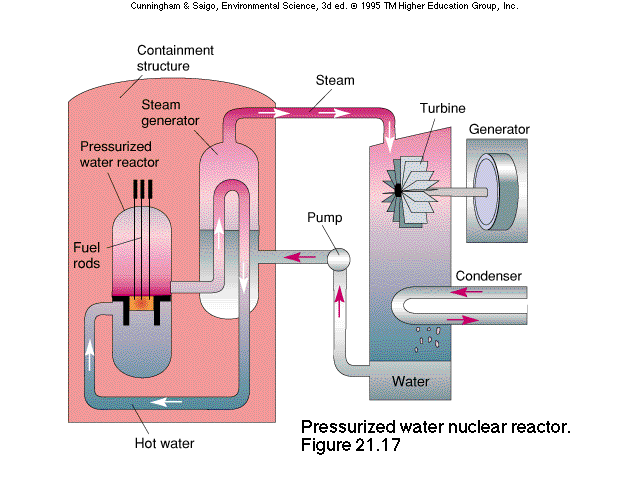 Cunningham & Saigo, Environmental Science, 3d ed. © 1995 TM Higher Education Group, Inc.
Containment
structure
Steam
Steam
generator
Turbine
Generator
Pressurized
water reactor
Pump
Fuel
rods
Condenser
Water
Hot water
Pressurized water nuclear reactor.
Figure 21.17